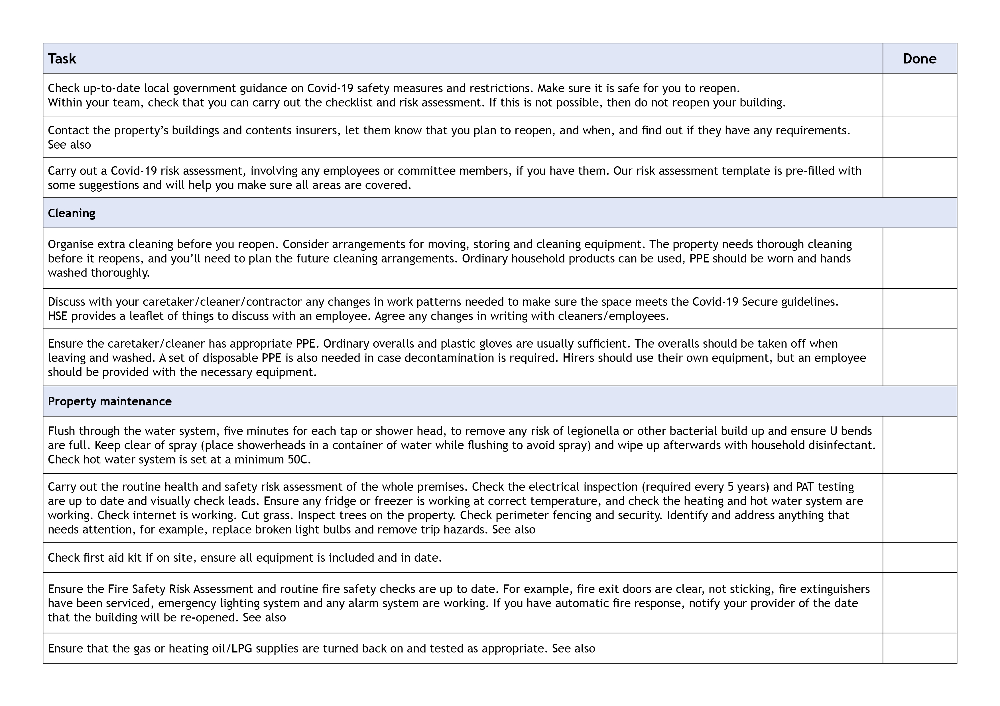 Task
Done
Check up-to-date local government guidance on Covid-19 safety measures and restrictions. Make sure it is safe for you to reopen.
Within your team, check that you can carry out the checklist and risk assessment. If this is not possible, then do not reopen your building.
Contact the property’s buildings and contents insurers, let them know that you plan to reopen, and when, and find out if they have any requirements.
See also
Carry out a Covid-19 risk assessment, involving any employees or committee members, if you have them. Our risk assessment template is pre-filled with
some suggestions and will help you make sure all areas are covered.
Cleaning
Organise extra cleaning before you reopen. Consider arrangements for moving, storing and cleaning equipment. The property needs thorough cleaning
before it reopens, and you’ll need to plan the future cleaning arrangements. Ordinary household products can be used, PPE should be worn and hands
washed thoroughly.
Discuss with your caretaker/cleaner/contractor any changes in work patterns needed to make sure the space meets the Covid-19 Secure guidelines.
HSE provides a leaflet of things to discuss with an employee. Agree any changes in writing with cleaners/employees.
Ensure the caretaker/cleaner has appropriate PPE. Ordinary overalls and plastic gloves are usually sufficient. The overalls should be taken off when
leaving and washed. A set of disposable PPE is also needed in case decontamination is required. Hirers should use their own equipment, but an employee
should be provided with the necessary equipment.
Property maintenance
Flush through the water system, five minutes for each tap or shower head, to remove any risk of legionella or other bacterial build up and ensure U bends
are full. Keep clear of spray (place showerheads in a container of water while flushing to avoid spray) and wipe up afterwards with household disinfectant.
Check hot water system is set at a minimum 50C.
Carry out the routine health and safety risk assessment of the whole premises. Check the electrical inspection (required every 5 years) and PAT testing
are up to date and visually check leads. Ensure any fridge or freezer is working at correct temperature, and check the heating and hot water system are
working. Check internet is working. Cut grass. Inspect trees on the property. Check perimeter fencing and security. Identify and address anything that
needs attention, for example, replace broken light bulbs and remove trip hazards. See also
Check first aid kit if on site, ensure all equipment is included and in date.
Ensure the Fire Safety Risk Assessment and routine fire safety checks are up to date. For example, fire exit doors are clear, not sticking, fire extinguishers
have been serviced, emergency lighting system and any alarm system are working. If you have automatic fire response, notify your provider of the date
that the building will be re-opened. See also
Ensure that the gas or heating oil/LPG supplies are turned back on and tested as appropriate. See also